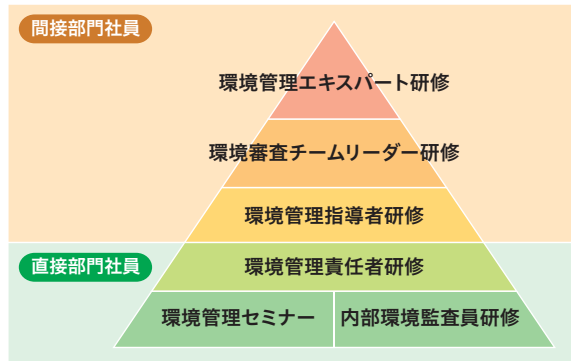 間接部門社員
環境管理エキスパート研修
環境審査チームリーダー研修
環境管理指導者研修
直接部門社員
環境管理責任者研修
環境管理セミナー
内部環境監査員研修